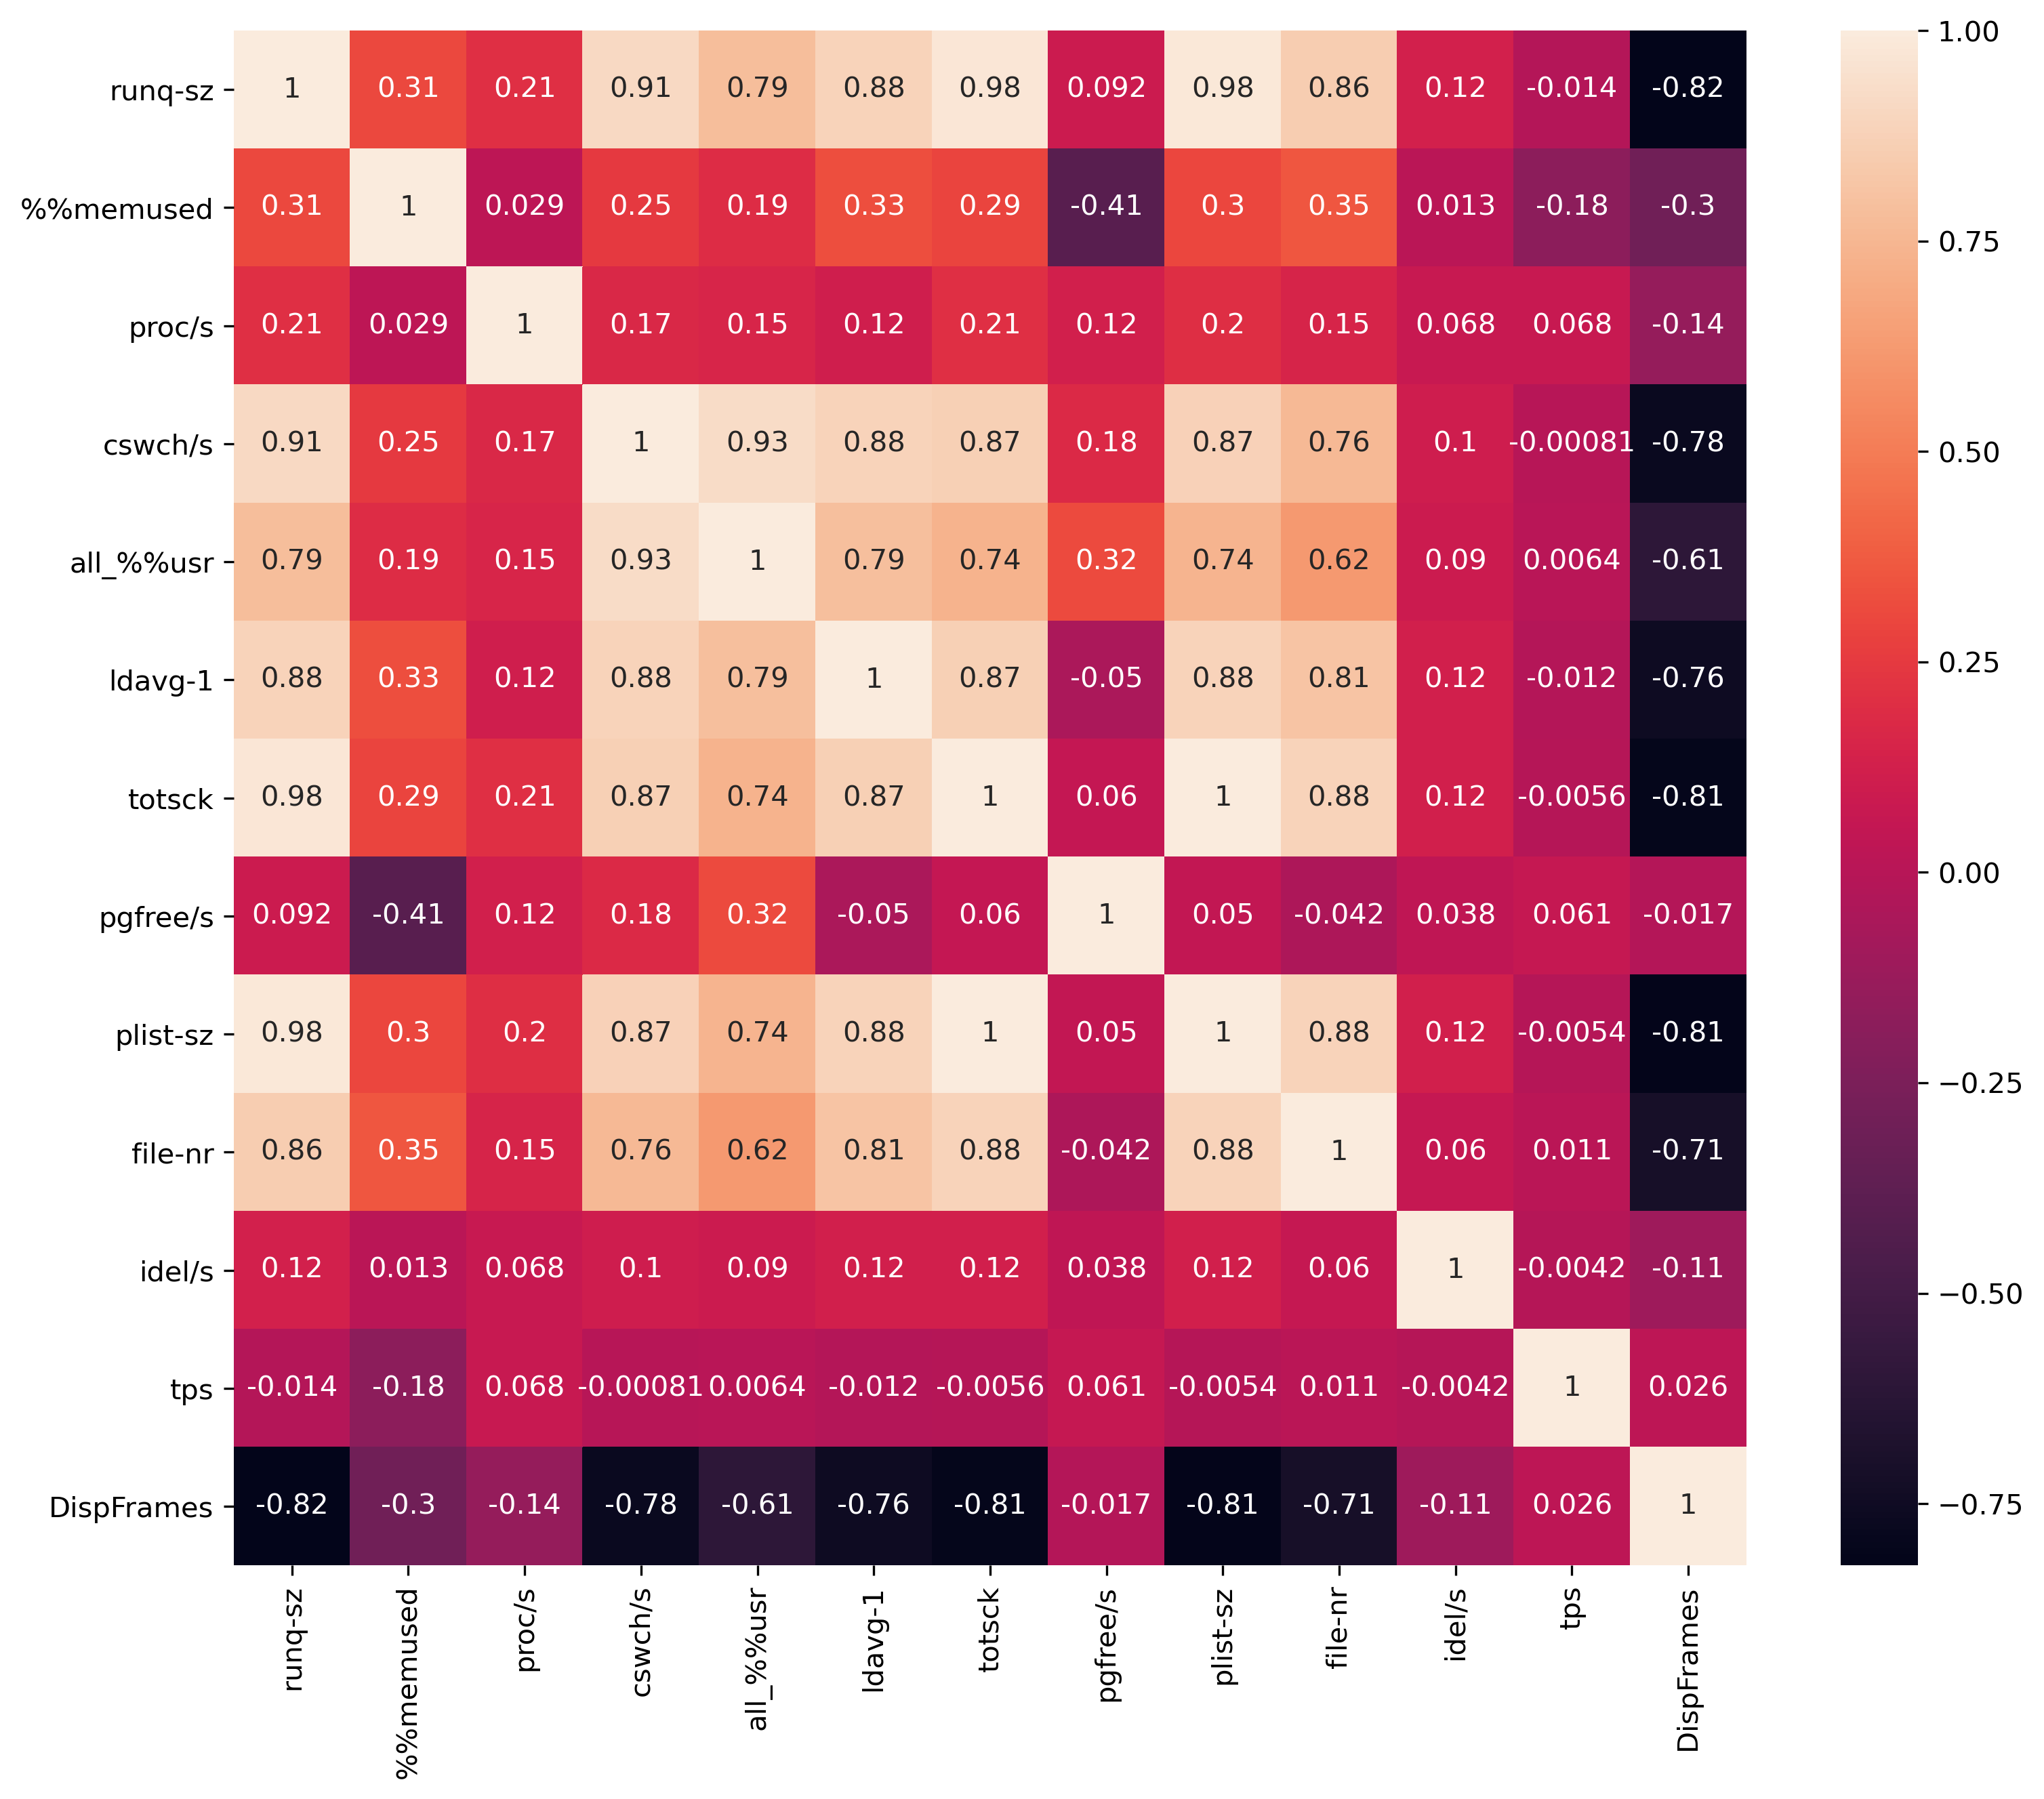 runq-sz 1 0.31 0.21 0.91 0.79 0.88 0.98 0.092 0.98 0.86 0.12 -0.014 -0.82
%%memused 0.31 1 0.029 0.25 0.19 0.33 0.29 -0.41 0.3 0.35 0.013 -0.18 -0.3
proc/s 0.21 0.029 1 0.17 0.15 0.12 0.21 0.12 0.2 0.15 0.068 0.068 -0.14
cswch/s 0.91 0.25 0.17 1 0.93 0.88 0.87 0.18 0.87 0.76 0.1 -0.00081 -0.78
all_%%usr 0.79 0.19 0.15 0.93 1 0.79 0.74 0.32 0.74 0.62 0.09 0.0064 -0.61
ldavg-1 0.88 0.33 0.12 0.88 0.79 1 0.87 -0.05 0.88 0.81 0.12 -0.012 -0.76
totsck 0.98 0.29 0.21 0.87 0.74 0.87 1 0.06 1 0.88 0.12 -0.0056 -0.81
pgfree/s 0.092 -0.41 0.12 0.18 0.32 -0.05 0.06 1 0.05 -0.042 0.038 0.061 -0.017
plist-sz 0.98 0.3 0.2 0.87 0.74 0.88 1 0.05 1 0.88 0.12 -0.0054 -0.81
file-nr 0.86 0.35 0.15 0.76 0.62 0.81 0.88 -0.042 0.88 1 0.06 0.011 -0.71
idel/s 0.12 0.013 0.068 0.1 0.09 0.12 0.12 0.038 0.12 0.06 1 -0.0042 -0.11
tps -0.014 -0.18 0.068 -0.00081 0.0064 -0.012 -0.0056 0.061 -0.0054 0.011 -0.0042 1 0.026
DispFrames -0.82 -0.3 -0.14 -0.78 -0.61 -0.76 -0.81 -0.017 -0.81 -0.71 -0.11 0.026 1
runq-sz %%memused proc/s cswch/s all_%%usr ldavg-1 totsck pgfree/s plist-sz file-nr idel/s tps DispFrames
1.00
0.75
0.50
0.25
0.00
−0.25
−0.50
−0.75